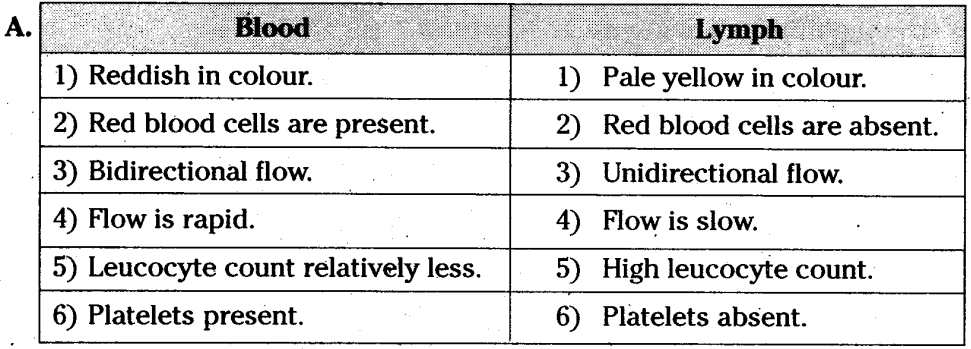 A. Blood Lymph
1) Reddish in colour. 1) Pale yellow in colour.
2) Red blood cells are present. 2) Red blood cells are absent.
3) Bidirectional flow. 3) Unidirectional flow.
4) Flow is rapid. 4) Flow is slow.
5) Leucocyte count relatively less. 5) High leucocyte count.
6) Platelets present. 6) Platelets absent.